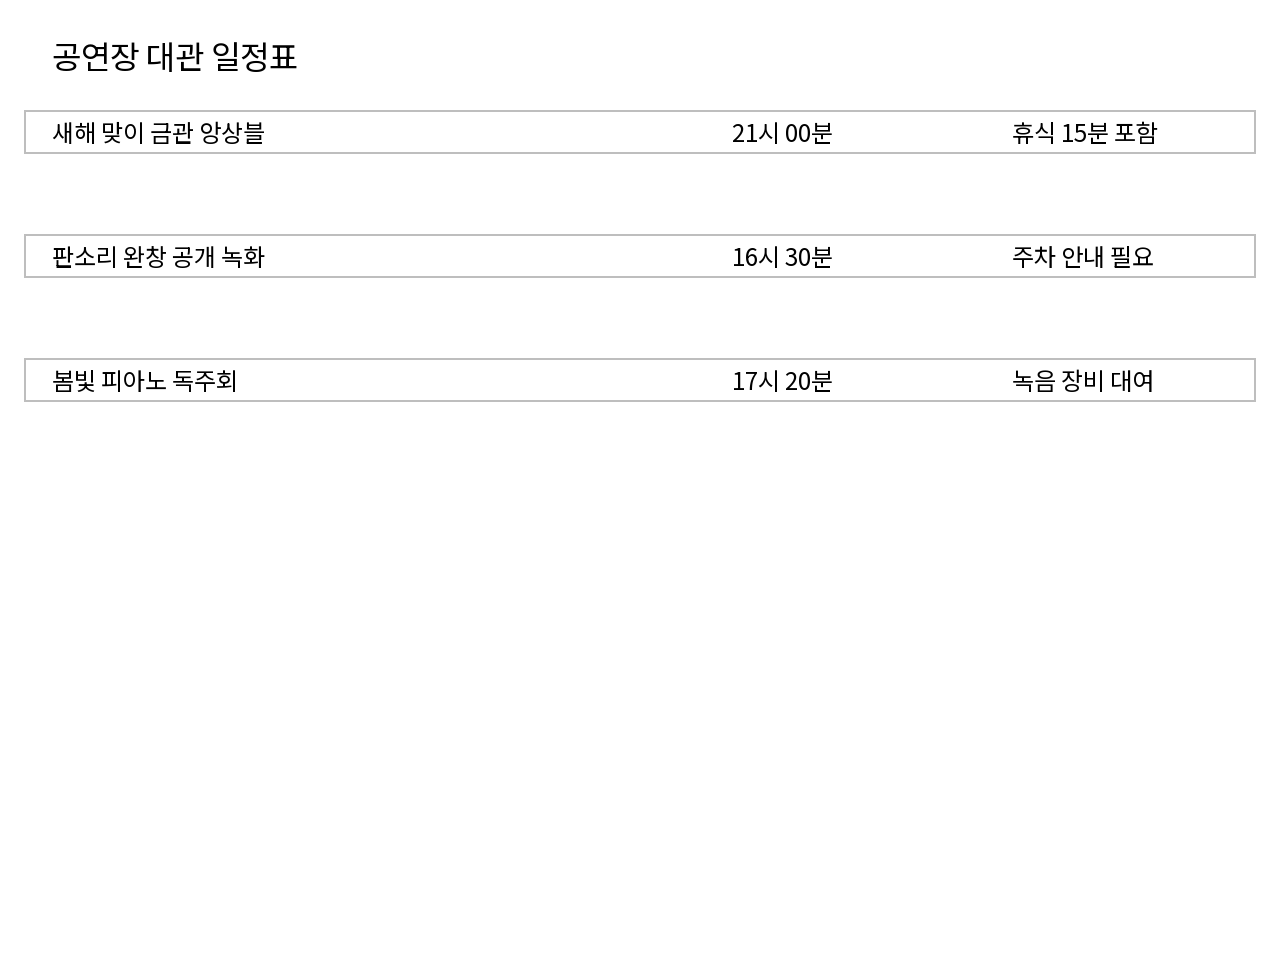 공연장 대관 일정표
새해 맞이 금관 앙상블 21시 00분 휴식 15분 포함
판소리 완창 공개 녹화 16시 30분 주차 안내 필요
봄빛 피아노 독주회 17시 20분 녹음 장비 대여